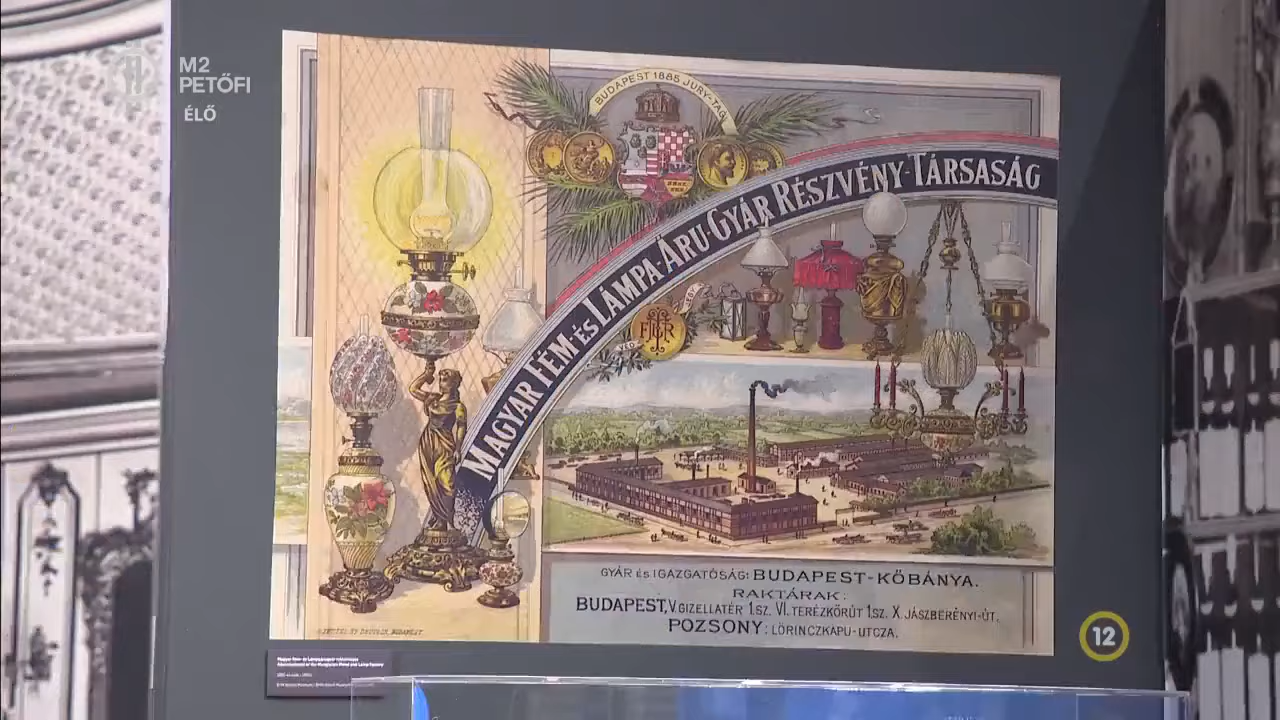 M2
PETŐFI
ÉLŐ
BUDAPEST 1885 JURY-TAG
MAGYAR FÉM ÉS LÁMPA-ÁRU-GYÁR RÉSZVÉNY-TÁRSASÁG
GYÁR ÉS IGAZGATÓSÁG: BUDAPEST-KŐBÁNYA.
RAKTÁRAK:
BUDAPEST, V. GIZELLATÉR 1.SZ. VI. TERÉZKÖRÚT 1.SZ. X. JÁSZBERÉNYI-ÚT.
POZSONY: LÖRINCZKAPU-UTCZA.
12